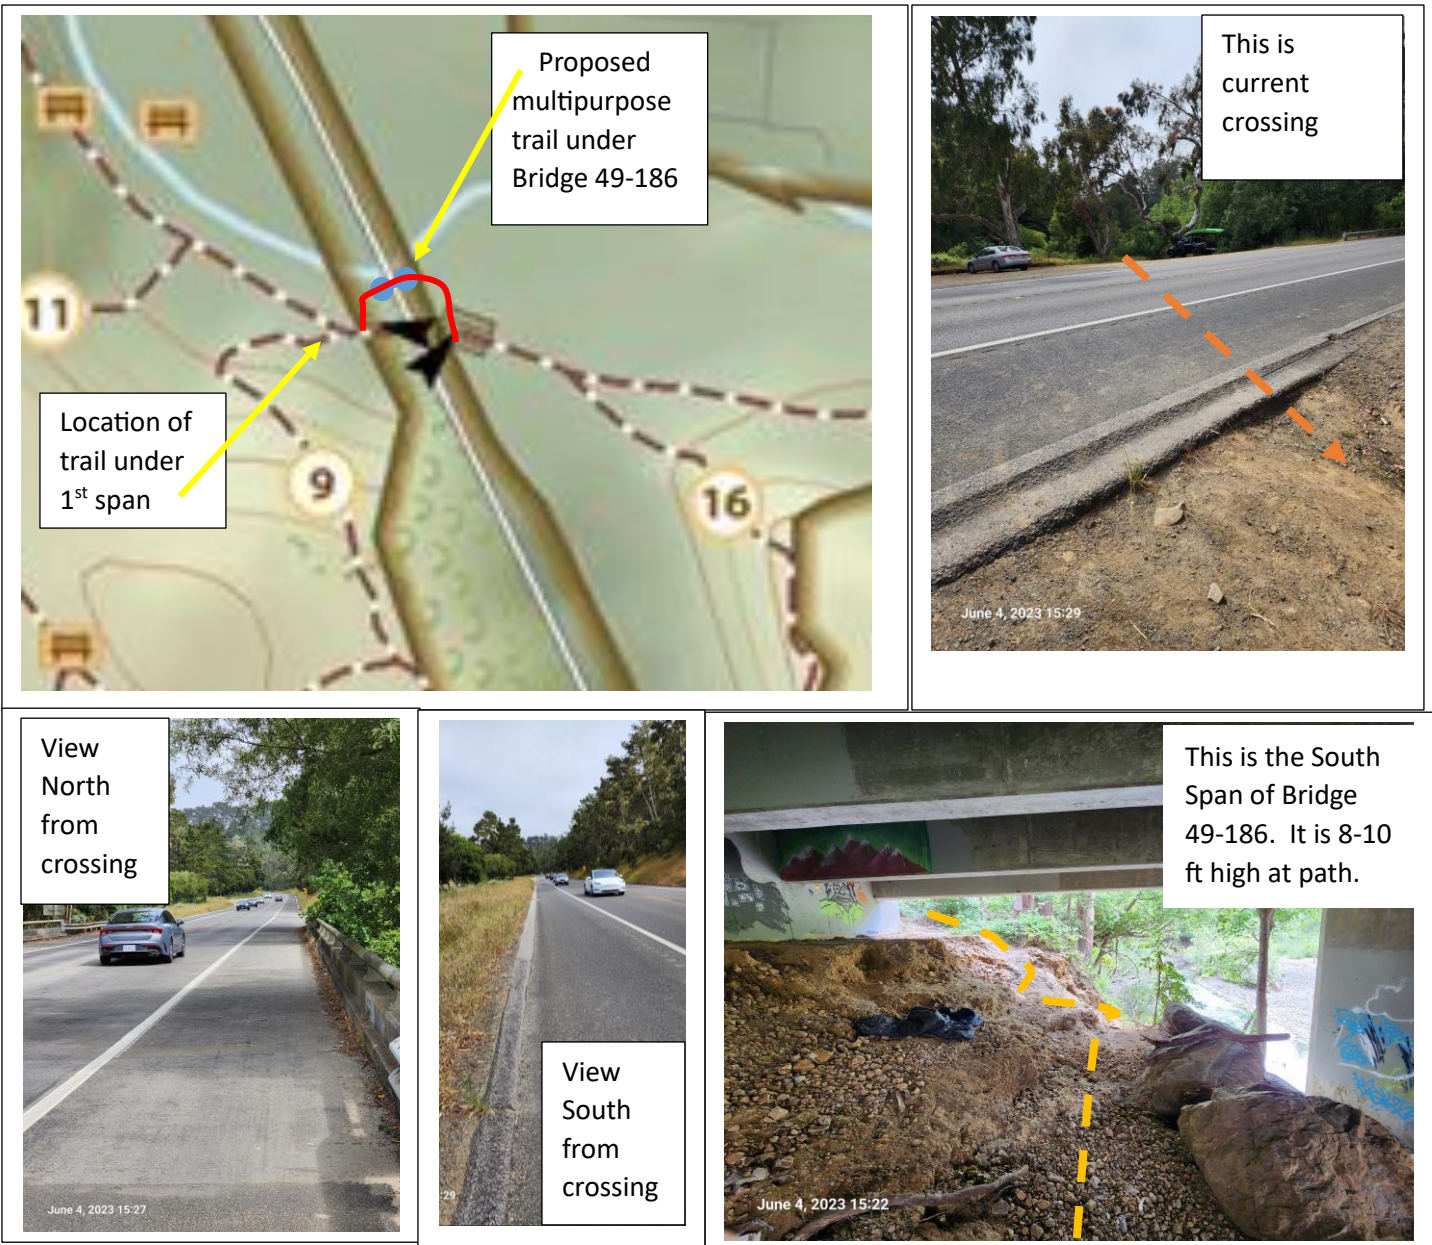 Proposed
multipurpose
trail under
Bridge 49-186
11
Location of
trail under
1st span
9
16
This is
current
crossing
June 4, 2023 15:29
View
North
from
crossing
June 4, 2023 15:27
View
South
from
crossing
:29
This is the South
Span of Bridge
49-186. It is 8-10
ft high at path.
June 4, 2023 15:22